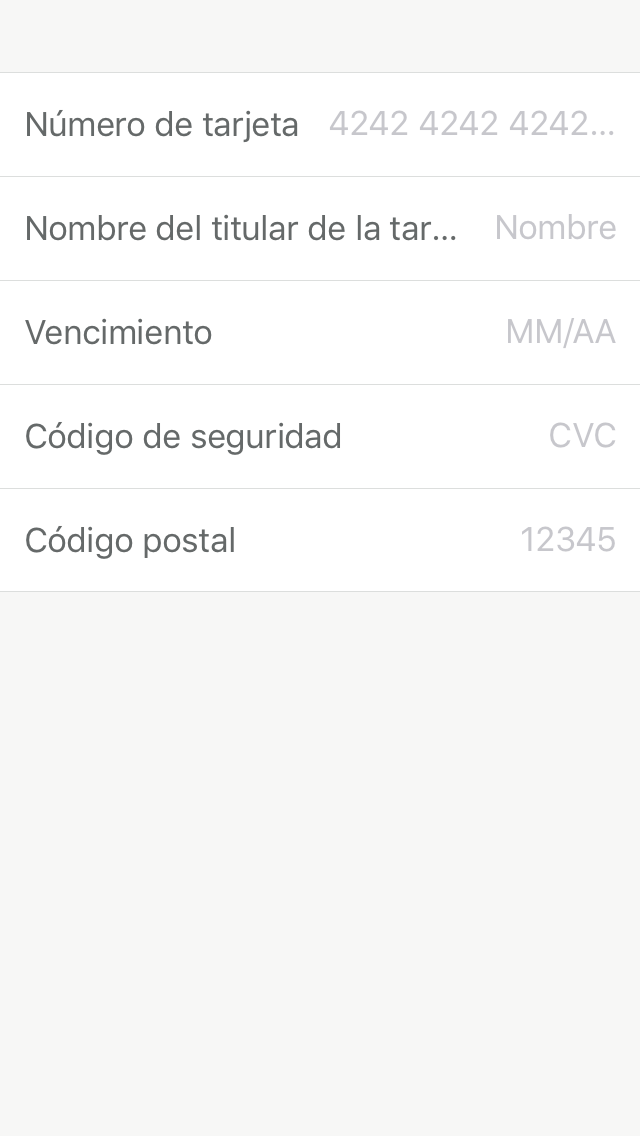 Número de tarjeta 4242 4242 4242...
Nombre del titular de la tar... Nombre
Vencimiento MM/AA
Código de seguridad CVC
Código postal 12345